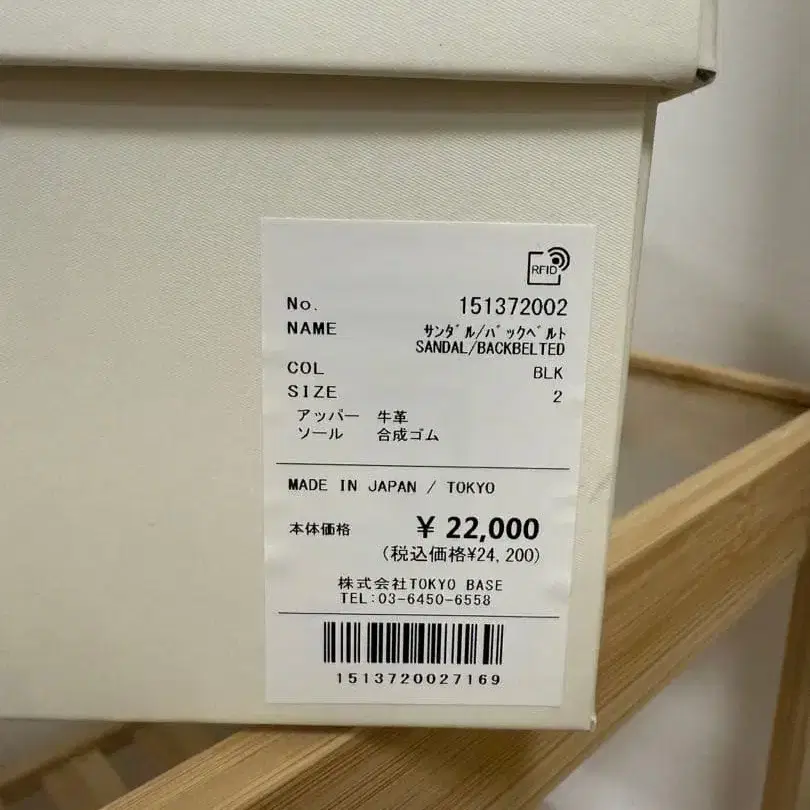 RFID
No. 151372002
NAME ｻﾝﾀﾞﾙ/ﾊﾞｯｸﾍﾞﾙﾄ
SANDAL/BACKBELTED
COL BLK
SIZE 2
アッパー 牛革
ソール 合成ゴム
MADE IN JAPAN / TOKYO
本体価格 ¥ 22,000
(税込価格¥24,200)
株式会社TOKYO BASE
TEL:03-6450-6558
1513720027169